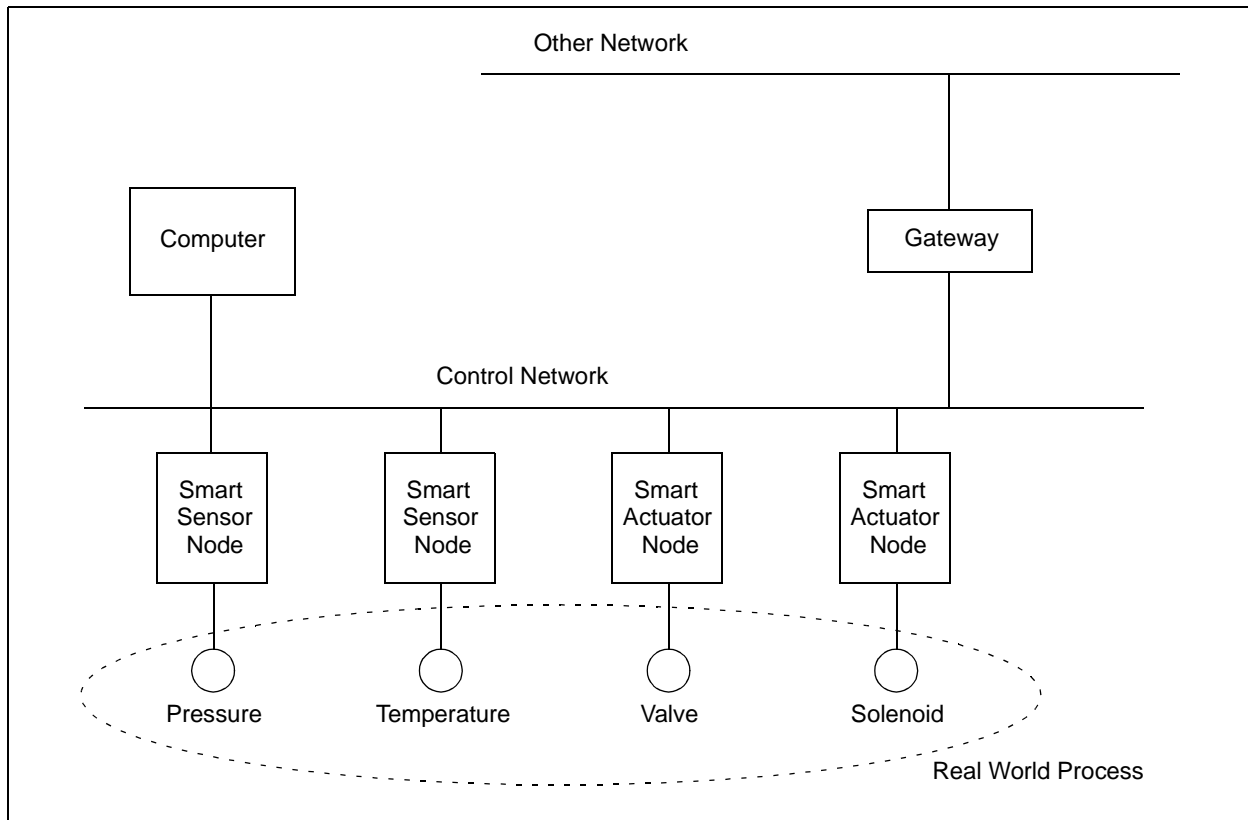 Other Network
Computer
Gateway
Control Network
Smart
Sensor
Node
Smart
Sensor
Node
Smart
Actuator
Node
Smart
Actuator
Node
Pressure
Temperature
Valve
Solenoid
Real World Process